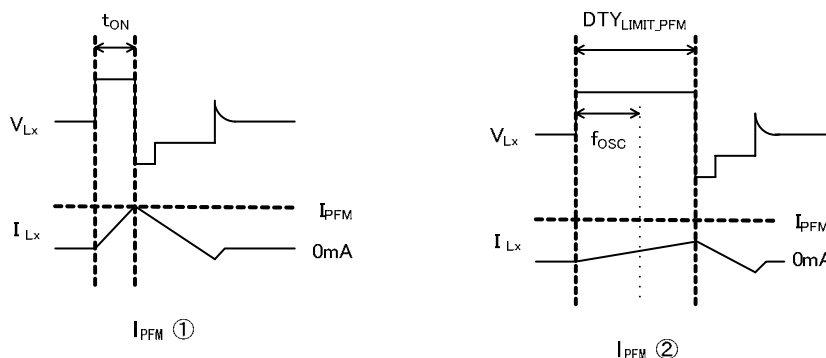 tON
VLx
IPFM
ILx
0mA
IPFM ①
DTYLIMIT_PFM
VLx
fOSC
IPFM
ILx
0mA
IPFM ②